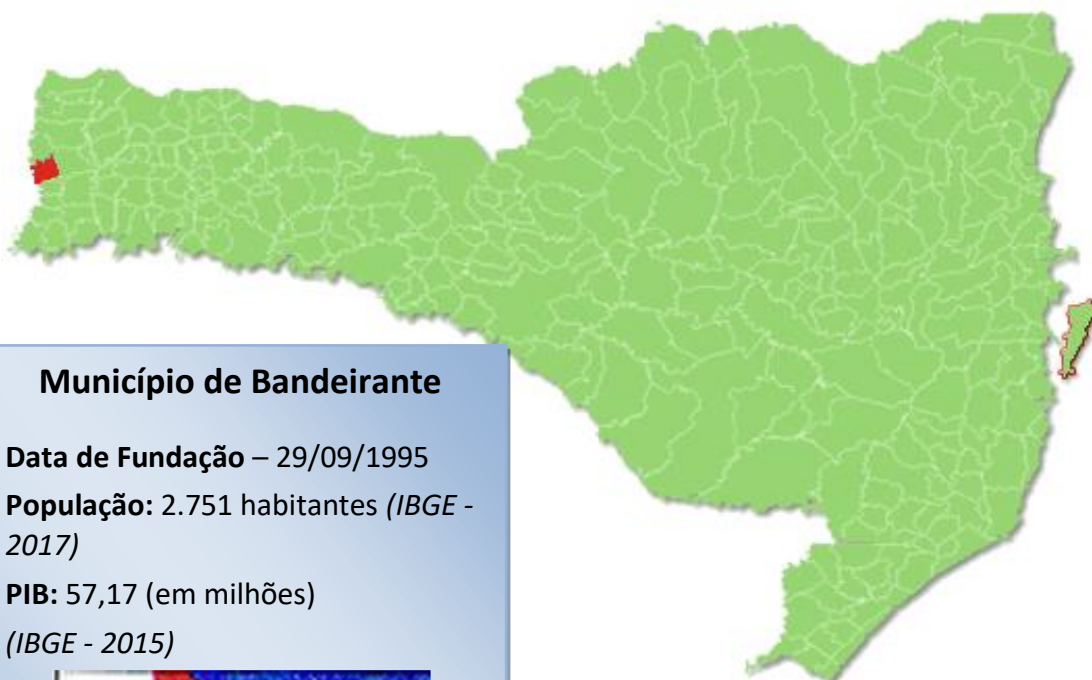 Município de Bandeirante
Data de Fundação – 29/09/1995
População: 2.751 habitantes (IBGE -
2017)
PIB: 57,17 (em milhões)
(IBGE - 2015)